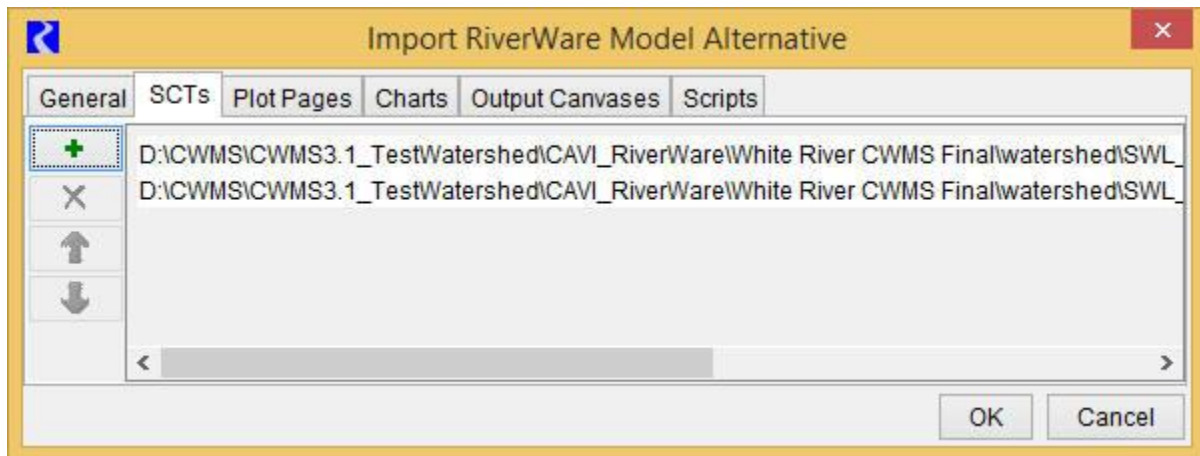 Import RiverWare Model Alternative
General SCTs Plot Pages Charts Output Canvases Scripts
D:\CWMS\CWMS3.1_TestWatershed\CAVI_RiverWare\White River CWMS Final\watershed\SWL_
D:\CWMS\CWMS3.1_TestWatershed\CAVI_RiverWare\White River CWMS Final\watershed\SWL_
OK Cancel